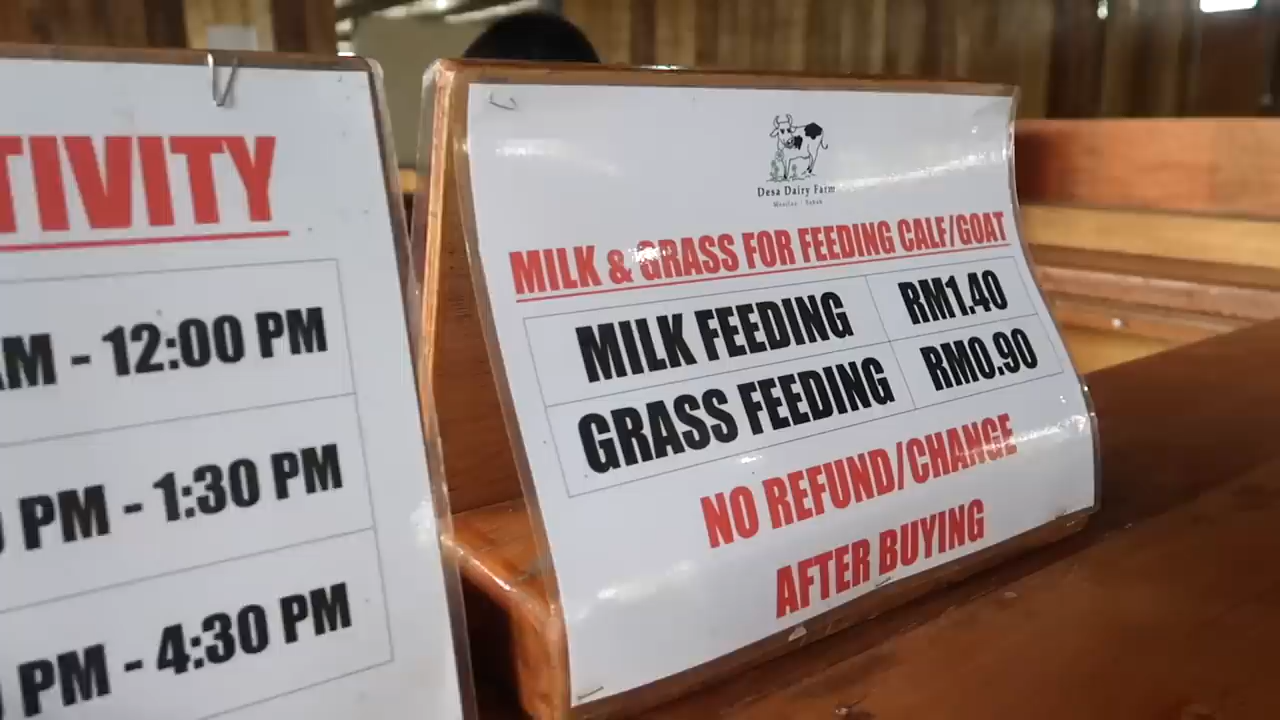 TIVITY
AM - 12:00 PM
PM - 1:30 PM
PM - 4:30 PM
Desa Dairy Farm
MILK & GRASS FOR FEEDING CALF/GOAT
MILK FEEDING RM1.40
GRASS FEEDING RM0.90
NO REFUND/CHANGE
AFTER BUYING